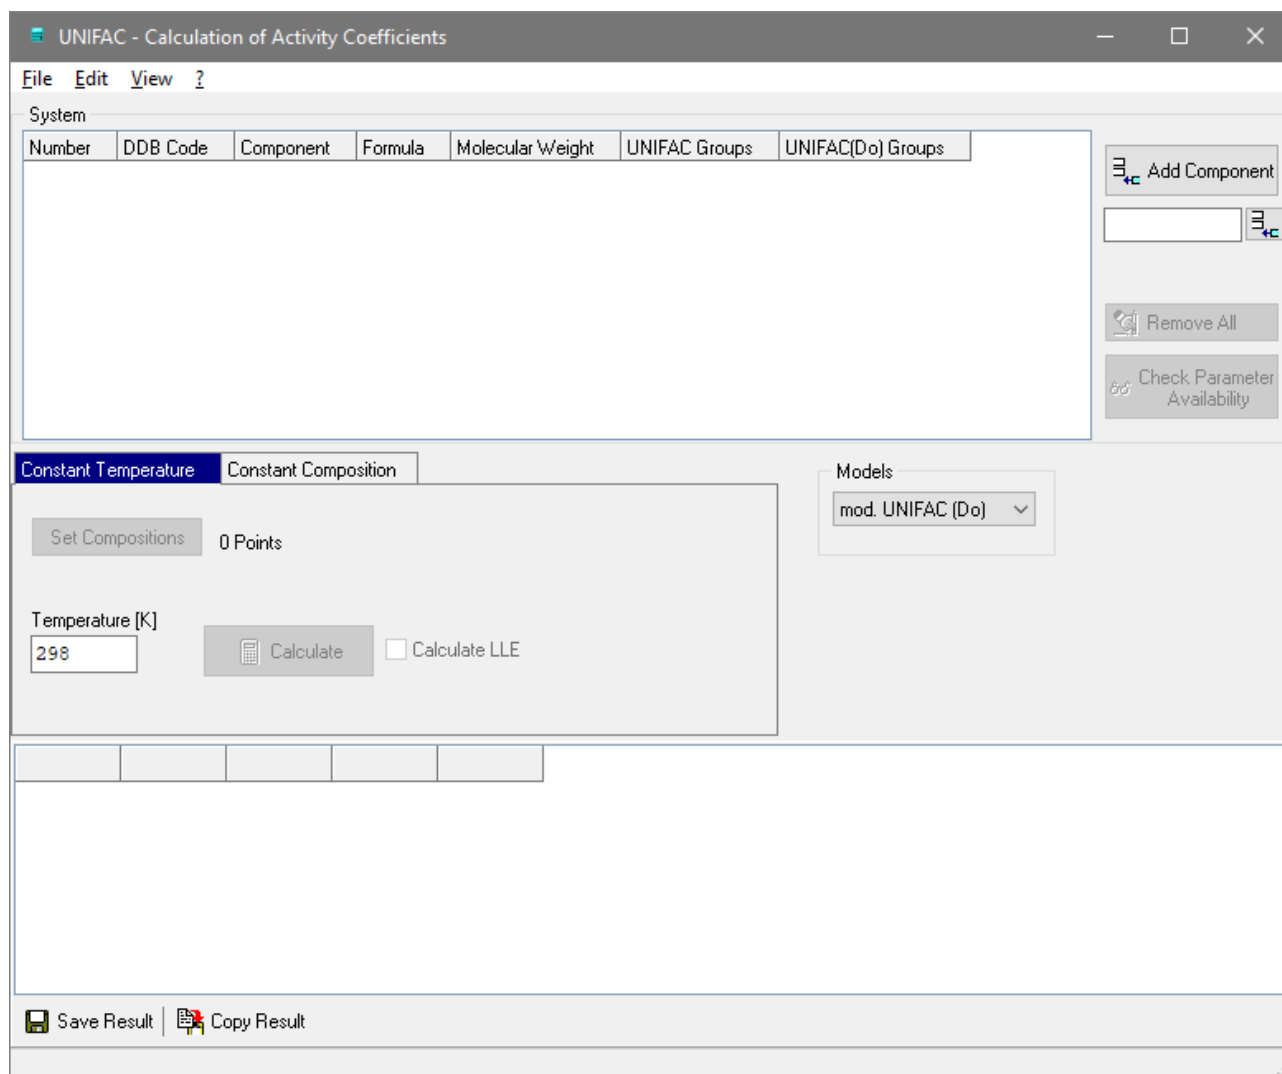 UNIFAC - Calculation of Activity Coefficients
File Edit View ?
System
Number DDB Code Component Formula Molecular Weight UNIFAC Groups UNIFAC(Do) Groups
Add Component
Remove All
Check Parameter
Availability
Constant Temperature Constant Composition
Models
mod. UNIFAC (Do)
Set Compositions 0 Points
Temperature [K]
298
Calculate Calculate LLE
Save Result Copy Result